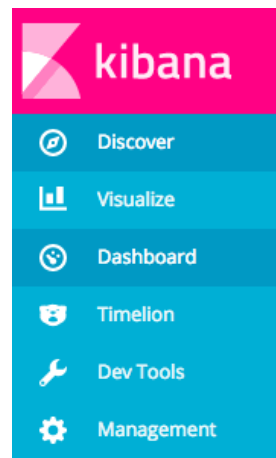 kibana
Discover
Visualize
Dashboard
Timelion
Dev Tools
Management